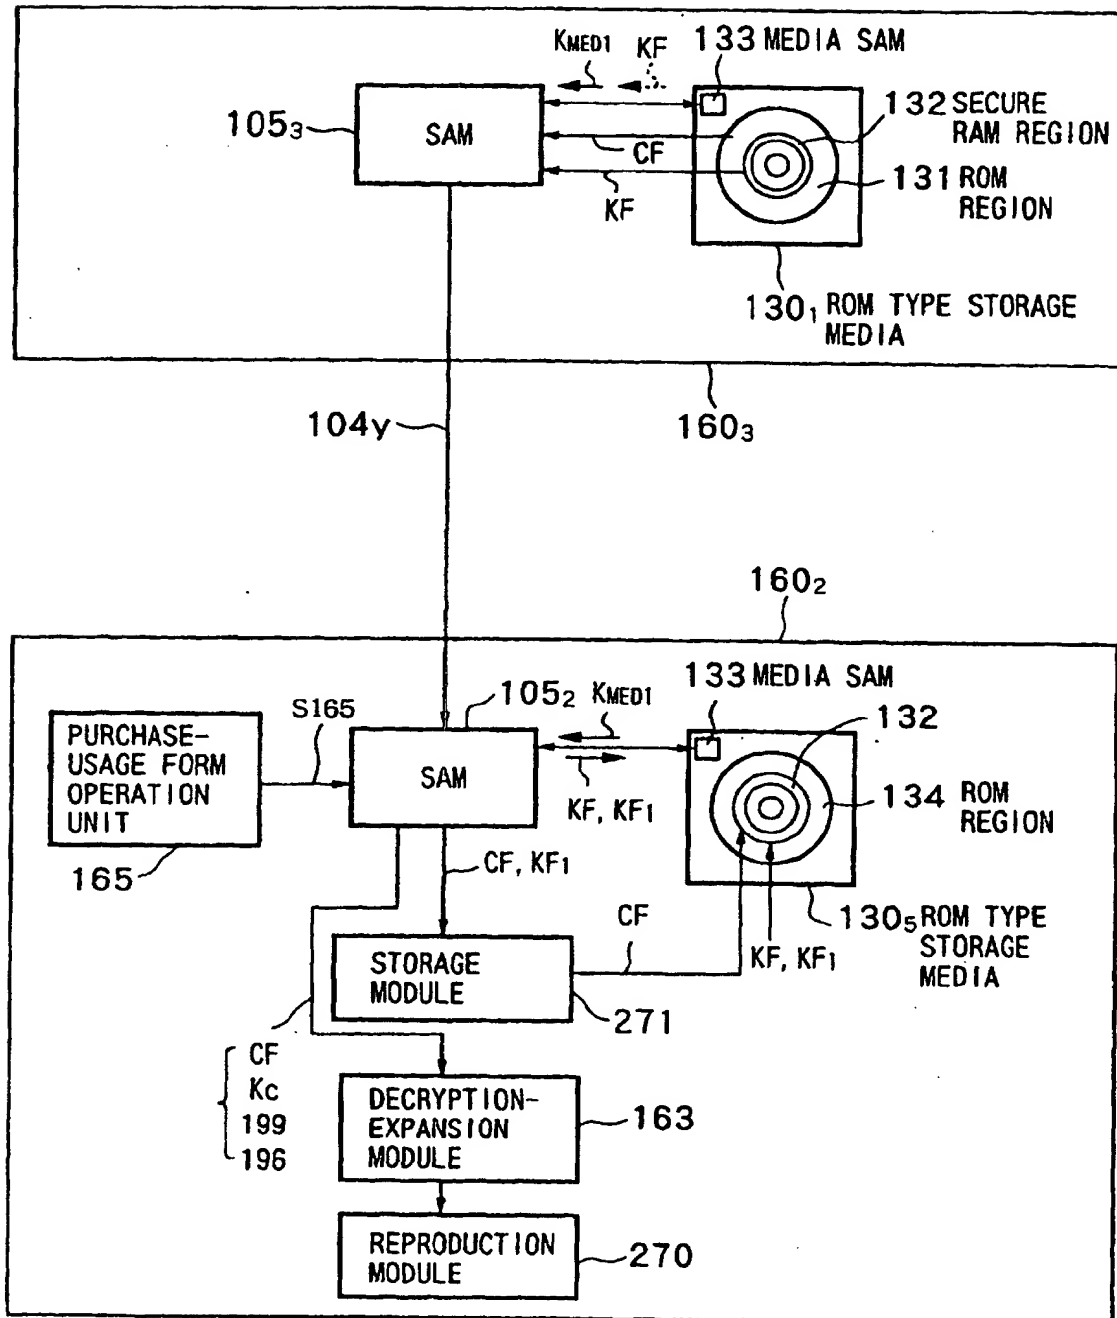 133 MEDIA SAM
KMED1 KF
132 SECURE
RAM REGION
105₃
SAM
CF
131 ROM
REGION
KF
130₁ ROM TYPE STORAGE
MEDIA
104y
160₃
160₂
133 MEDIA SAM
105₂
KMED1
S165
132
PURCHASE-
USAGE FORM
OPERATION
UNIT
SAM
134 ROM
REGION
KF, KF₁
165
CF, KF₁
CF
130₅ ROM TYPE
STORAGE
MEDIA
KF, KF₁
STORAGE
MODULE
271
CF
Kc
199
196
DECRYPTION-
EXPANSION
MODULE
163
REPRODUCTION
MODULE
270